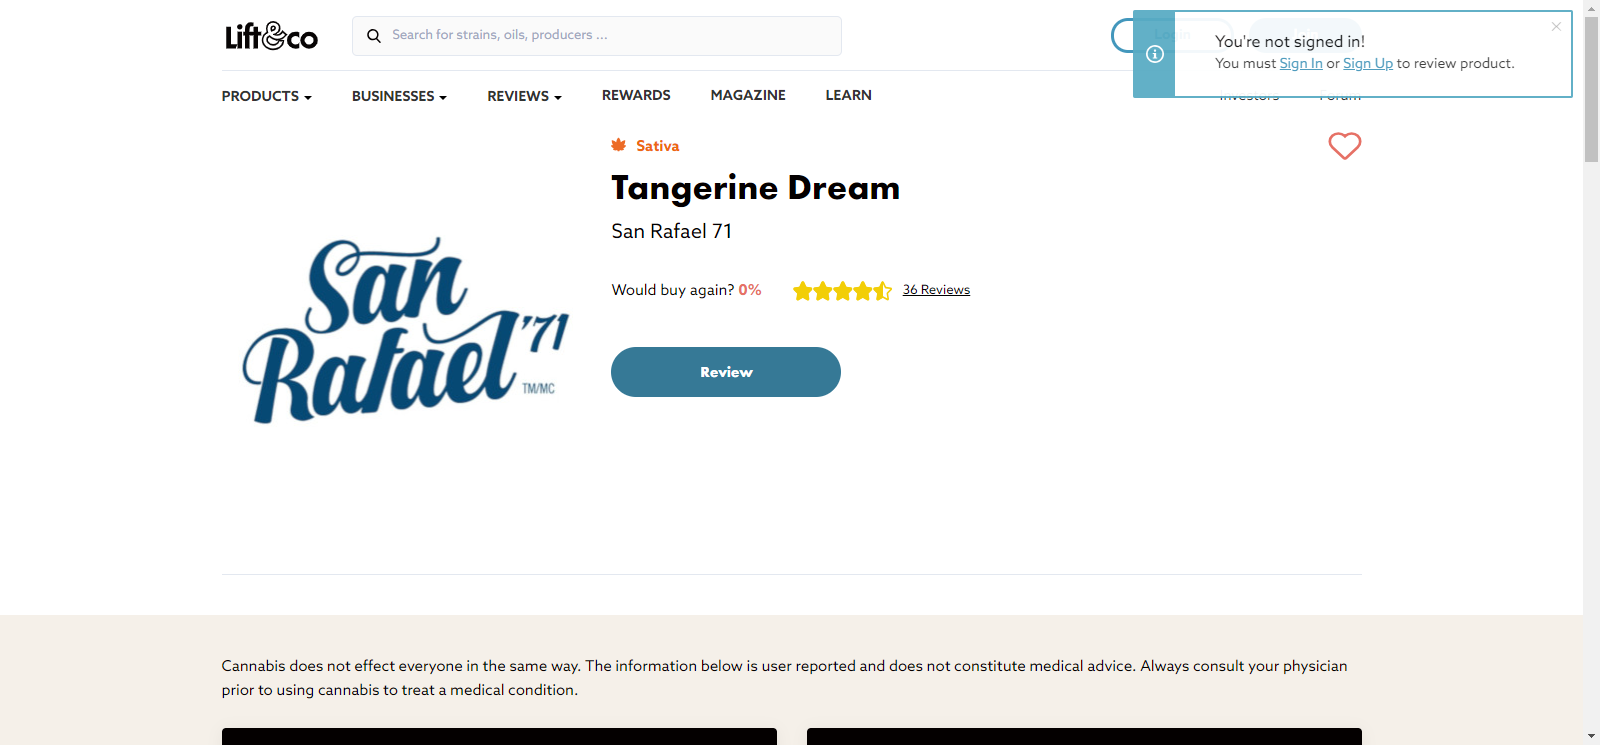 Lift&co
Search for strains, oils, producers ...
You're not signed in!
You must Sign In or Sign Up to review product.
PRODUCTS
BUSINESSES
REVIEWS
REWARDS
MAGAZINE
LEARN
Investors
Forum
Sativa
Tangerine Dream
San Rafael 71
Would buy again? 0%
36 Reviews
Review
San
Rafael '71
TM/MC
Cannabis does not effect everyone in the same way. The information below is user reported and does not constitute medical advice. Always consult your physician
prior to using cannabis to treat a medical condition.